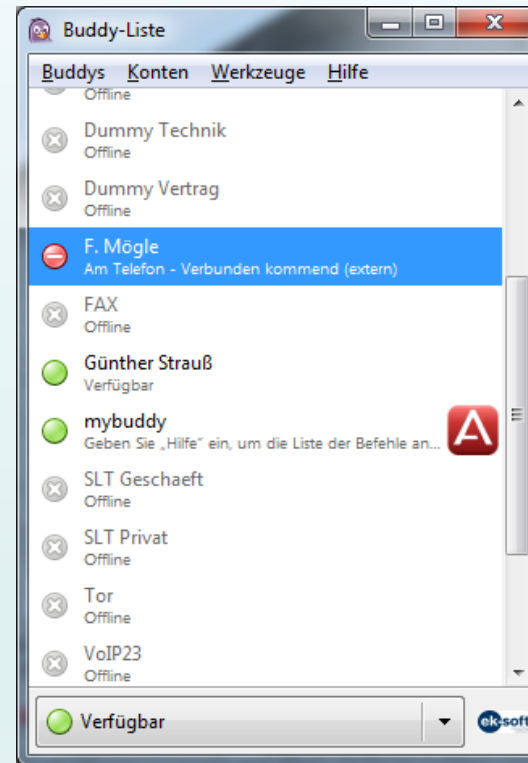 Buddy-Liste
Buddys Konten Werkzeuge Hilfe
Offline
Dummy Technik
Offline
Dummy Vertrag
Offline
F. Mögle
Am Telefon - Verbunden kommend (extern)
FAX
Offline
Günther Strauß
Verfügbar
mybuddy
Geben Sie „Hilfe“ ein, um die Liste der Befehle an...
A
SLT Geschaeft
Offline
SLT Privat
Offline
Tor
Offline
VoIP23
Offline
Verfügbar
ek-soft